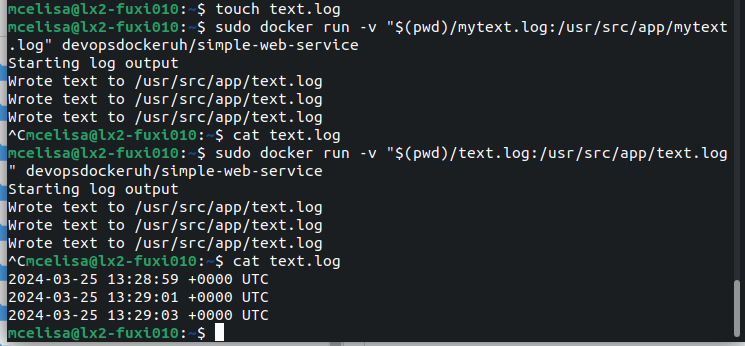 mcelisa@lx2-fuxi010:~$ touch text.log
mcelisa@lx2-fuxi010:~$ sudo docker run -v "$(pwd)/mytext.log:/usr/src/app/mytext
.log" devopsdockeruh/simple-web-service
Starting log output
Wrote text to /usr/src/app/text.log
Wrote text to /usr/src/app/text.log
Wrote text to /usr/src/app/text.log
^Cmcelisa@lx2-fuxi010:~$ cat text.log
mcelisa@lx2-fuxi010:~$ sudo docker run -v "$(pwd)/text.log:/usr/src/app/text.log
" devopsdockeruh/simple-web-service
Starting log output
Wrote text to /usr/src/app/text.log
Wrote text to /usr/src/app/text.log
Wrote text to /usr/src/app/text.log
^Cmcelisa@lx2-fuxi010:~$ cat text.log
2024-03-25 13:28:59 +0000 UTC
2024-03-25 13:29:01 +0000 UTC
2024-03-25 13:29:03 +0000 UTC
mcelisa@lx2-fuxi010:~$